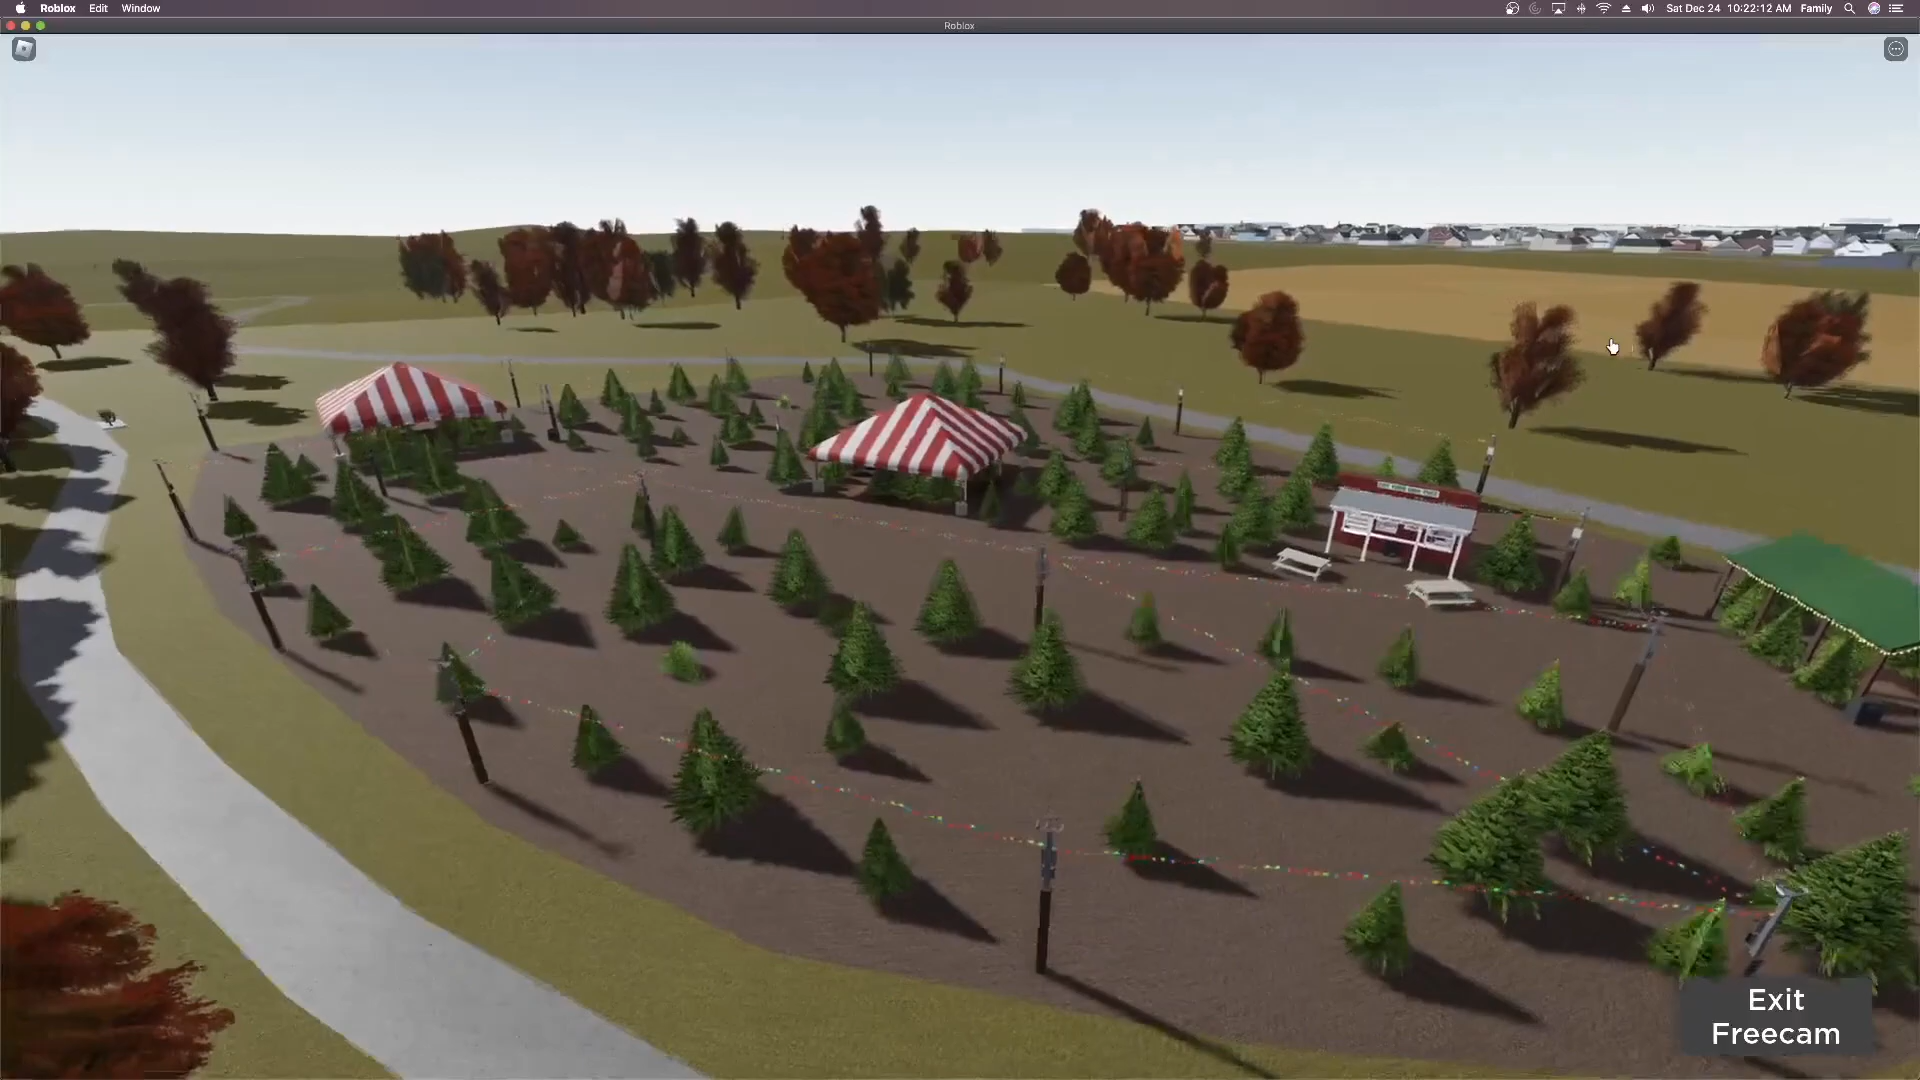 Roblox Edit Window
Sat Dec 24 10:22:12 AM Family
Roblox
Exit
Freecam